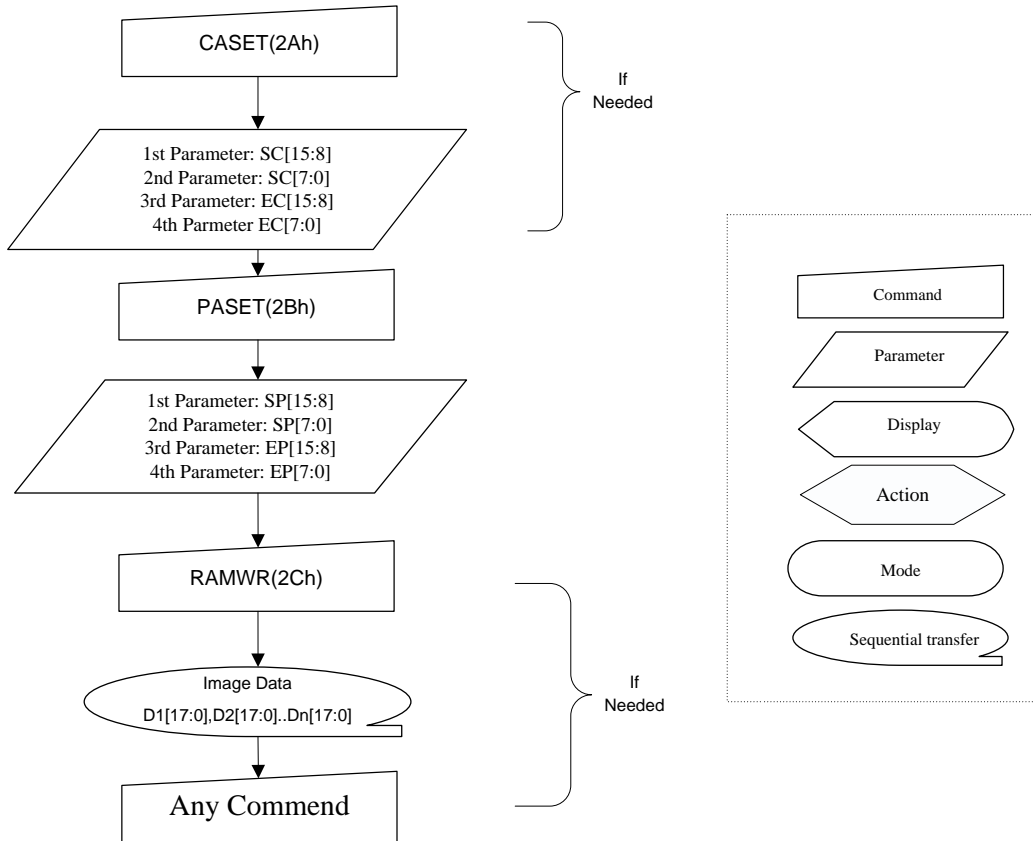 CASET(2Ah)
If
Needed
1st Parameter: SC[15:8]
2nd Parameter: SC[7:0]
3rd Parameter: EC[15:8]
4th Parmeter EC[7:0]
PASET(2Bh)
1st Parameter: SP[15:8]
2nd Parameter: SP[7:0]
3rd Parameter: EP[15:8]
4th Parameter: EP[7:0]
RAMWR(2Ch)
Image Data
D1[17:0],D2[17:0]..Dn[17:0]
If
Needed
Any Commend
Command
Parameter
Display
Action
Mode
Sequential transfer